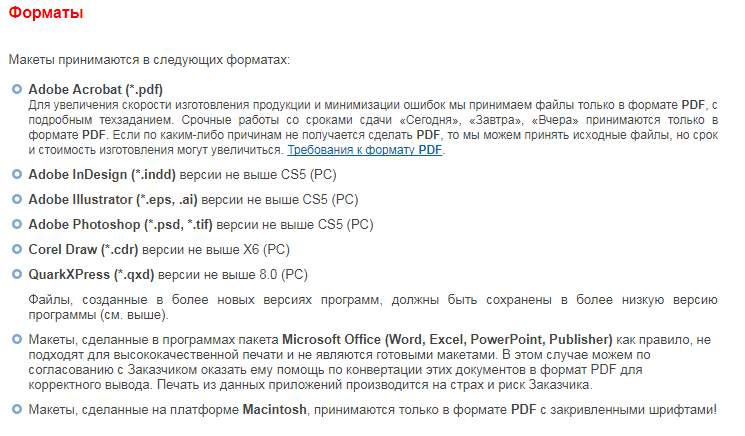 Форматы
Макеты принимаются в следующих форматах:
Adobe Acrobat (*.pdf)
Для увеличения скорости изготовления продукции и минимизации ошибок мы принимаем файлы только в формате PDF, с
подробным техзаданием. Срочные работы со сроками сдачи «Сегодня», «Завтра», «Вчера» принимаются только в
формате PDF. Если по каким-либо причинам не получается сделать PDF, то мы можем принять исходные файлы, но срок
и стоимость изготовления могут увеличиться. Требования к формату PDF.
Adobe InDesign (*.indd) версии не выше CS5 (PC)
Adobe Illustrator (*.eps, .ai) версии не выше CS5 (PC)
Adobe Photoshop (*.psd, *.tif) версии не выше CS5 (PC)
Corel Draw (*.cdr) версии не выше X6 (PC)
QuarkXPress (*.qxd) версии не выше 8.0 (PC)
Файлы, созданные в более новых версиях программ, должны быть сохранены в более низкую версию
программы (см. выше).
Макеты, сделанные в программах пакета Microsoft Office (Word, Excel, PowerPoint, Publisher) как правило, не
подходят для высококачественной печати и не являются готовыми макетами. В этом случае можем по
согласованию с Заказчиком оказать ему помощь по конвертации этих документов в формат PDF для
корректного вывода. Печать из данных приложений производится на страх и риск Заказчика.
Макеты, сделанные на платформе Macintosh, принимаются только в формате PDF с закривленными шрифтами!